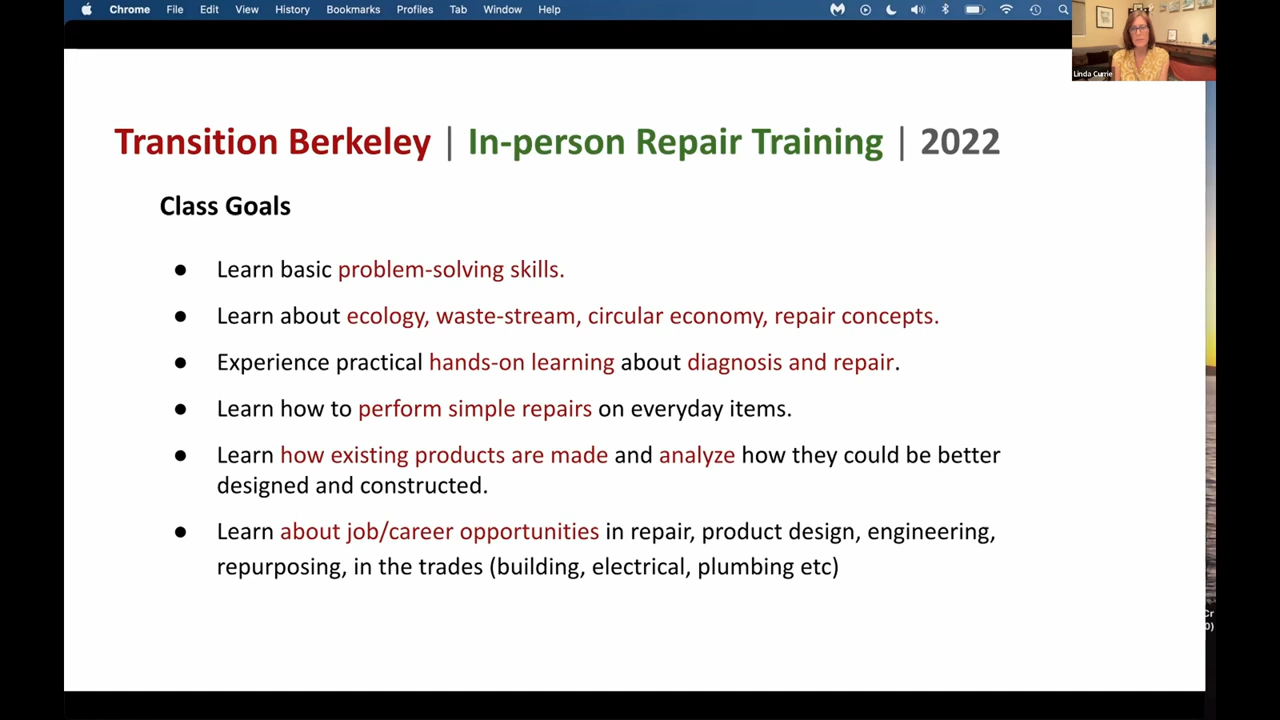 Chrome File Edit View History Bookmarks Profiles Tab Window Help
Linda Currie
Transition Berkeley | In-person Repair Training | 2022
Class Goals
● Learn basic problem-solving skills.
● Learn about ecology, waste-stream, circular economy, repair concepts.
● Experience practical hands-on learning about diagnosis and repair.
● Learn how to perform simple repairs on everyday items.
● Learn how existing products are made and analyze how they could be better
designed and constructed.
● Learn about job/career opportunities in repair, product design, engineering,
repurposing, in the trades (building, electrical, plumbing etc)
Cr
0)